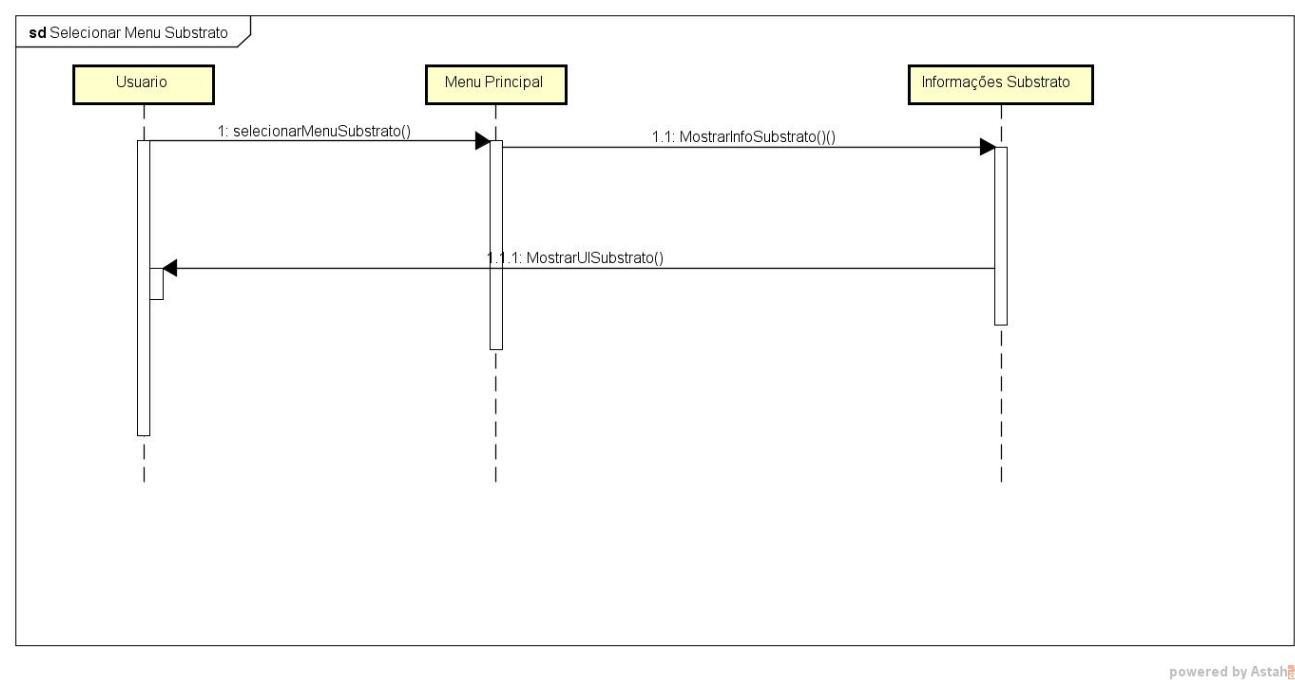 sd Selecionar Menu Substrato
Usuario
Menu Principal
Informações Substrato
1: selecionarMenuSubstrato()
1.1: MostrarInfoSubstrato()()
1.1.1: MostrarUISubstrato()
powered by Astah